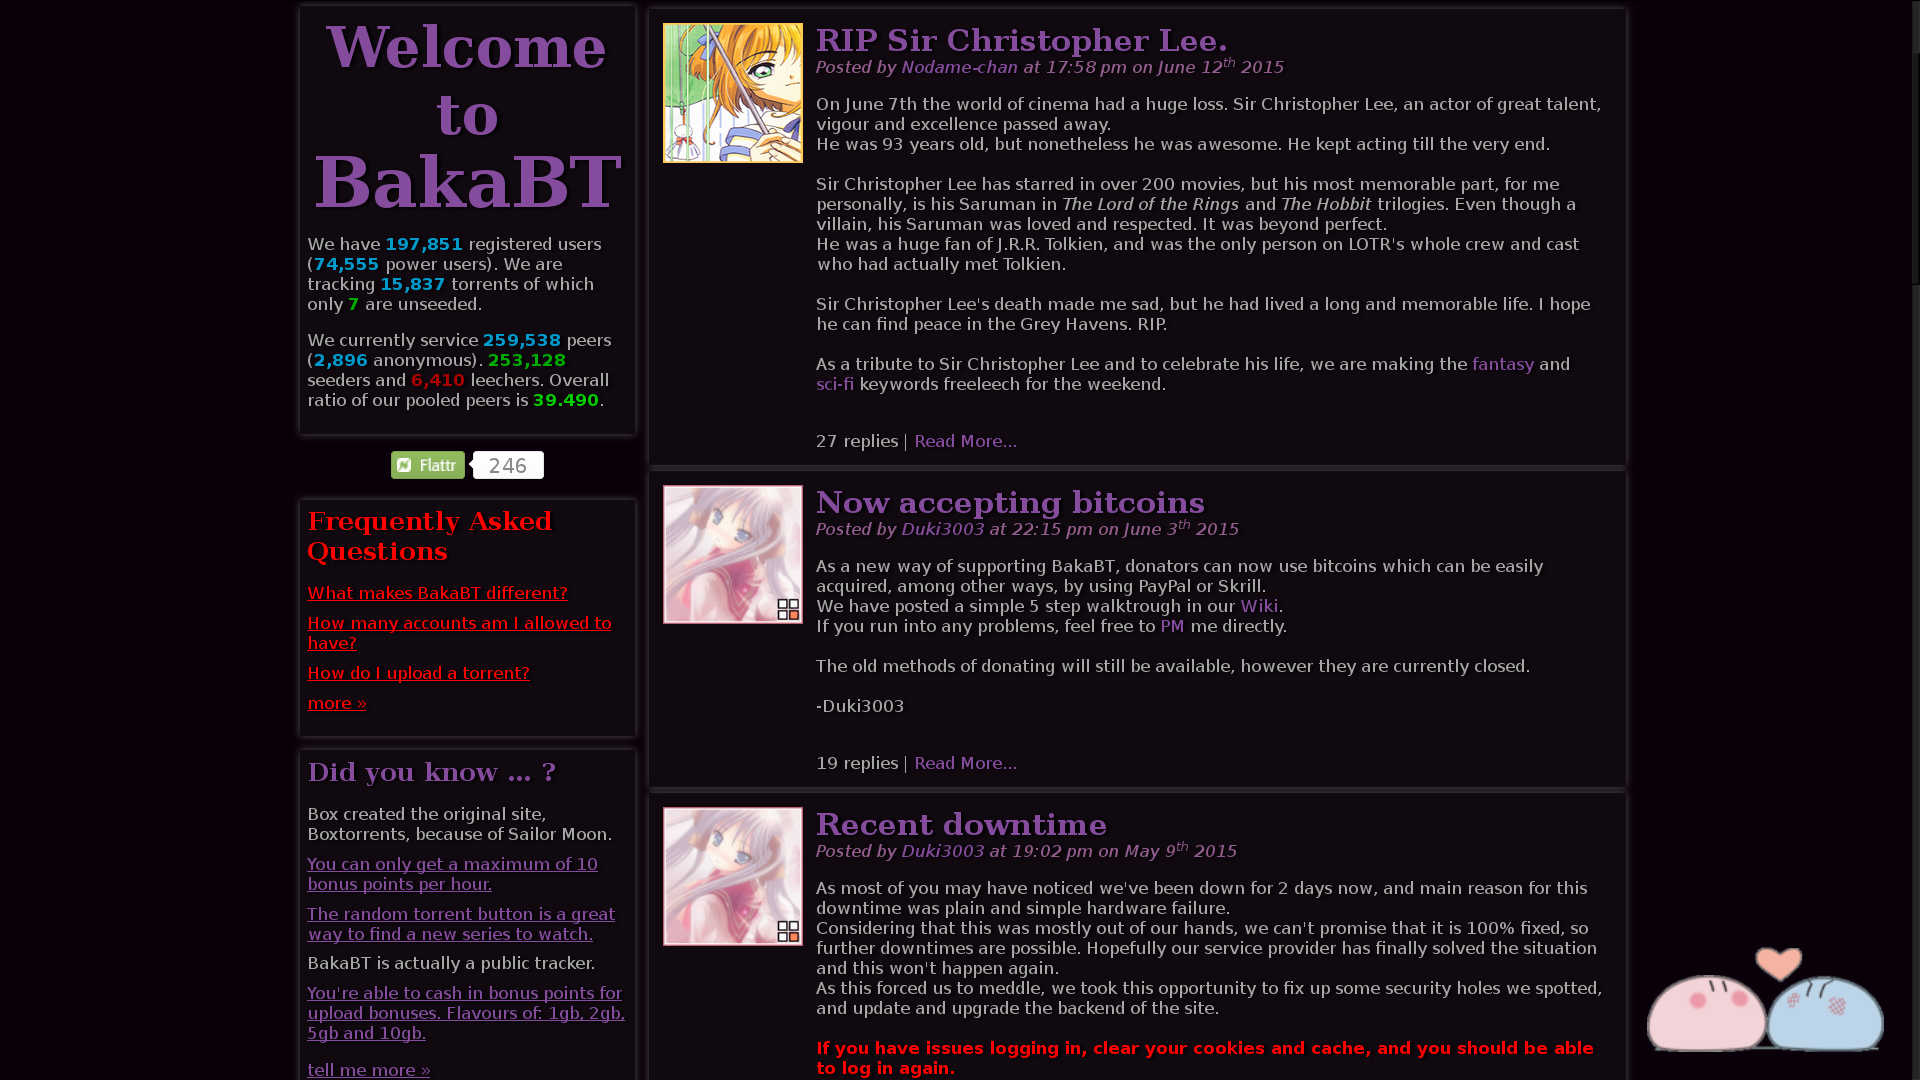 Welcome
to
BakaBT
We have 197,851 registered users
(74,555 power users). We are
tracking 15,837 torrents of which
only 7 are unseeded.
We currently service 259,538 peers
(2,896 anonymous). 253,128
seeders and 6,410 leechers. Overall
ratio of our pooled peers is 39.490.
Flattr 246
Frequently Asked
Questions
What makes BakaBT different?
How many accounts am I allowed to
have?
How do I upload a torrent?
more »
Did you know ... ?
Box created the original site,
Boxtorrents, because of Sailor Moon.
You can only get a maximum of 10
bonus points per hour.
The random torrent button is a great
way to find a new series to watch.
BakaBT is actually a public tracker.
You're able to cash in bonus points for
upload bonuses. Flavours of: 1gb, 2gb,
5gb and 10gb.
tell me more »
RIP Sir Christopher Lee.
Posted by Nodame-chan at 17:58 pm on June 12th 2015
On June 7th the world of cinema had a huge loss. Sir Christopher Lee, an actor of great talent,
vigour and excellence passed away.
He was 93 years old, but nonetheless he was awesome. He kept acting till the very end.
Sir Christopher Lee has starred in over 200 movies, but his most memorable part, for me
personally, is his Saruman in The Lord of the Rings and The Hobbit trilogies. Even though a
villain, his Saruman was loved and respected. It was beyond perfect.
He was a huge fan of J.R.R. Tolkien, and was the only person on LOTR's whole crew and cast
who had actually met Tolkien.
Sir Christopher Lee's death made me sad, but he had lived a long and memorable life. I hope
he can find peace in the Grey Havens. RIP.
As a tribute to Sir Christopher Lee and to celebrate his life, we are making the fantasy and
sci-fi keywords freeleech for the weekend.
27 replies | Read More...
Now accepting bitcoins
Posted by Duki3003 at 22:15 pm on June 3th 2015
As a new way of supporting BakaBT, donators can now use bitcoins which can be easily
acquired, among other ways, by using PayPal or Skrill.
We have posted a simple 5 step walktrough in our Wiki.
If you run into any problems, feel free to PM me directly.
The old methods of donating will still be available, however they are currently closed.
-Duki3003
19 replies | Read More...
Recent downtime
Posted by Duki3003 at 19:02 pm on May 9th 2015
As most of you may have noticed we've been down for 2 days now, and main reason for this
downtime was plain and simple hardware failure.
Considering that this was mostly out of our hands, we can't promise that it is 100% fixed, so
further downtimes are possible. Hopefully our service provider has finally solved the situation
and this won't happen again.
As this forced us to meddle, we took this opportunity to fix up some security holes we spotted,
and update and upgrade the backend of the site.
If you have issues logging in, clear your cookies and cache, and you should be able
to log in again.